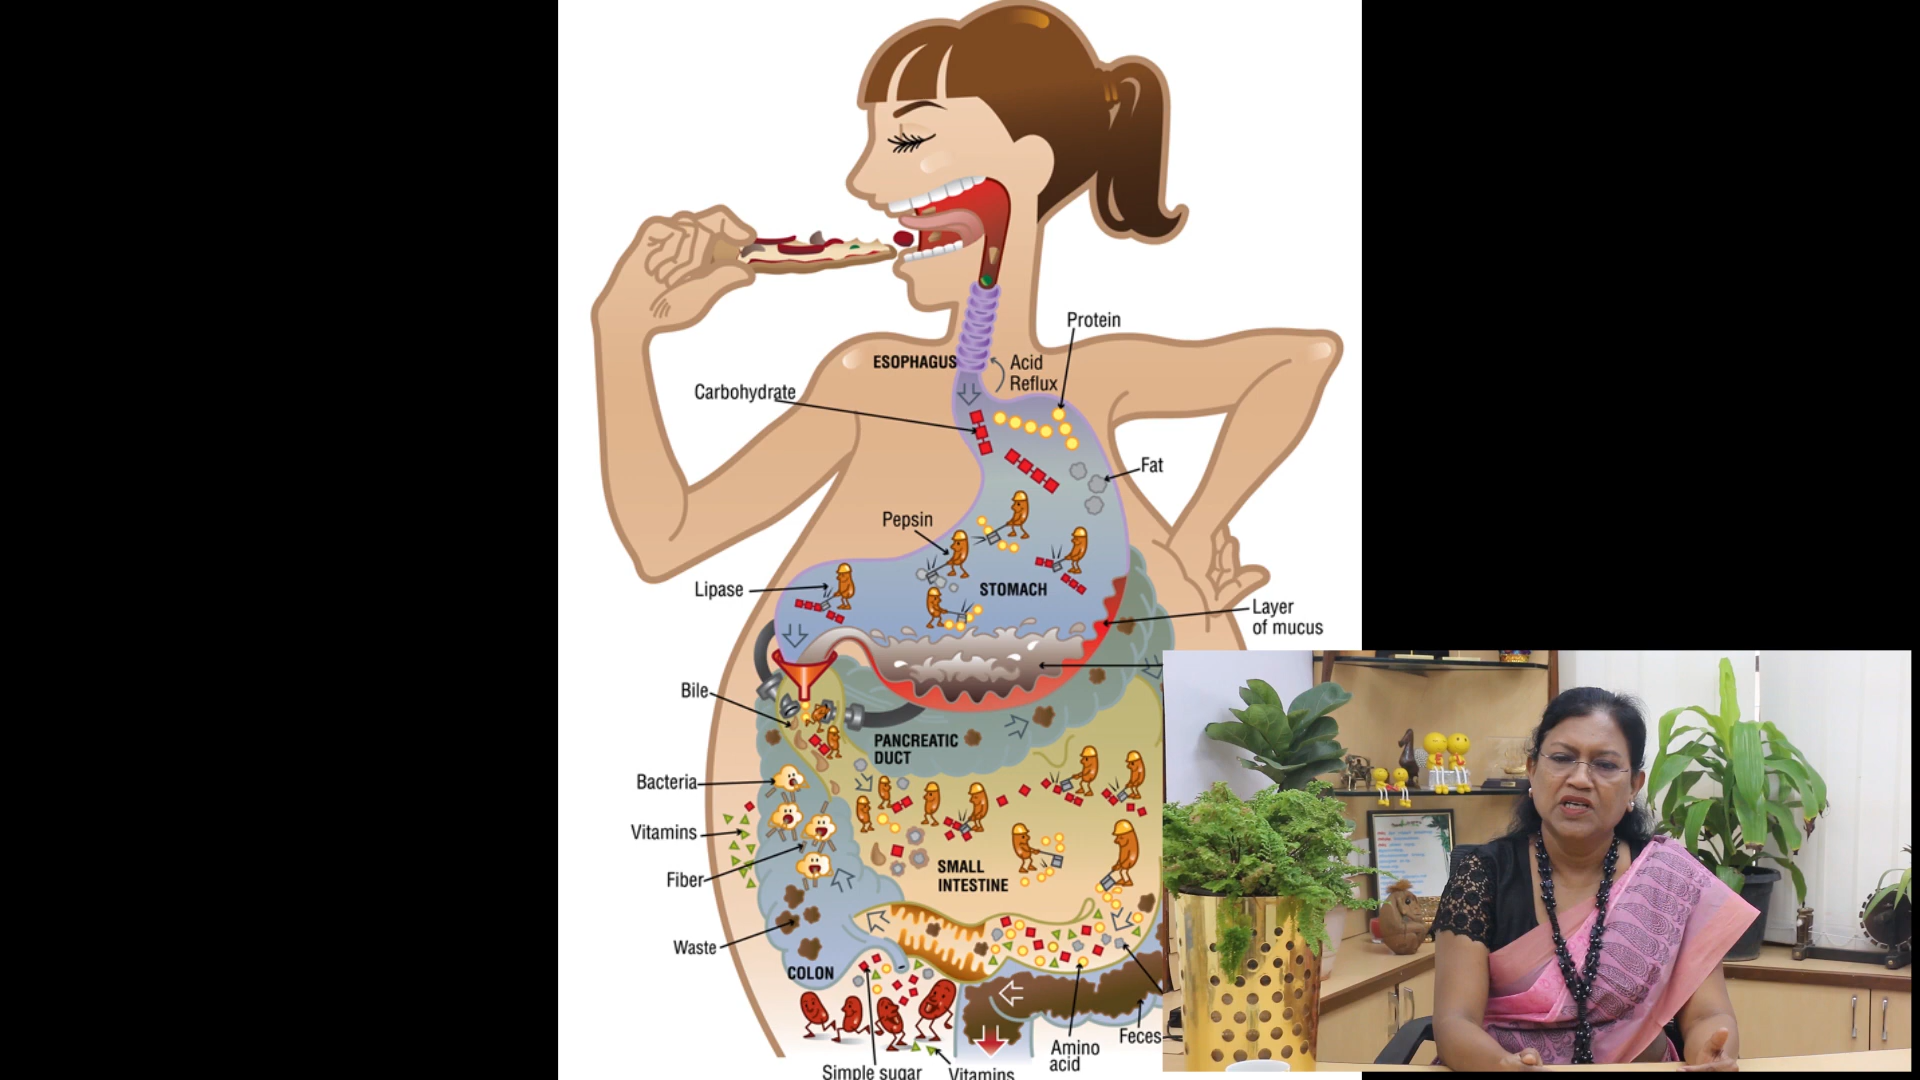 Protein
ESOPHAGUS
Acid
Reflux
Carbohydrate
Fat
Pepsin
Lipase
STOMACH
Layer
of mucus
Bile
PANCREATIC
DUCT
Bacteria
Vitamins
Fiber
SMALL
INTESTINE
Waste
COLON
Feces
Amino
acid
Simple sugar
Vitamins